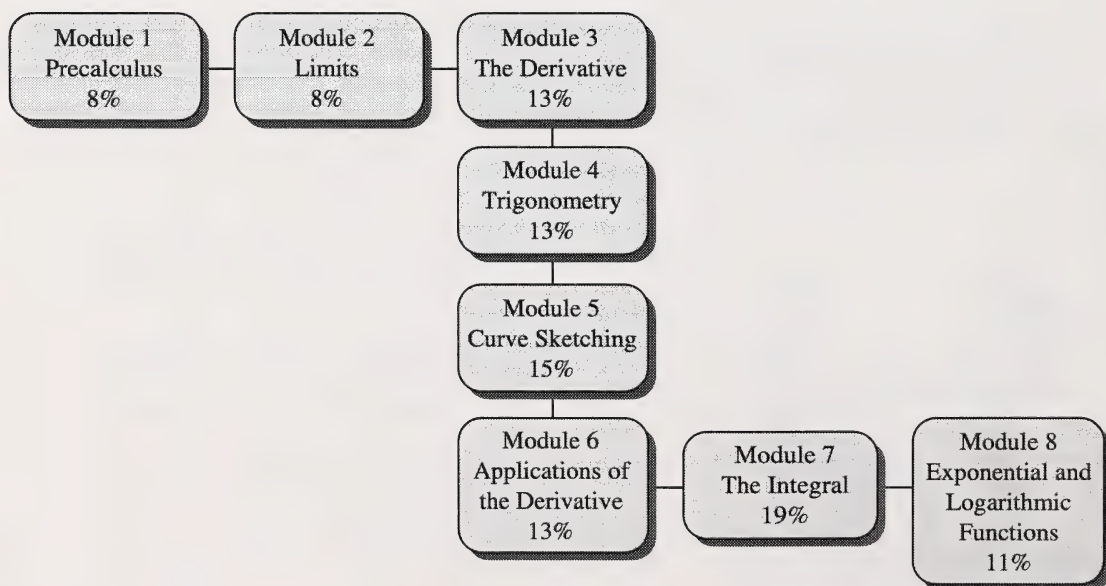 Module 1
Precalculus
8%
Module 2
Limits
8%
Module 3
The Derivative
13%
Module 4
Trigonometry
13%
Module 5
Curve Sketching
15%
Module 6
Applications of
the Derivative
13%
Module 7
The Integral
19%
Module 8
Exponential and
Logarithmic
Functions
11%